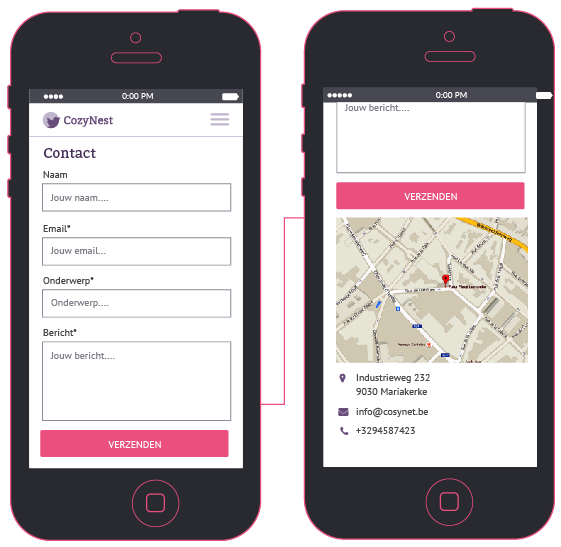 0:00 PM
CozyNest
Contact
Naam
Jouw naam....
Email*
Jouw email...
Onderwerp*
Onderwerp....
Bericht*
Jouw bericht....
VERZENDEN
0:00 PM
Jouw bericht....
VERZENDEN
Industrieweg 232
9030 Mariakerke
info@cosynet.be
+3294587423